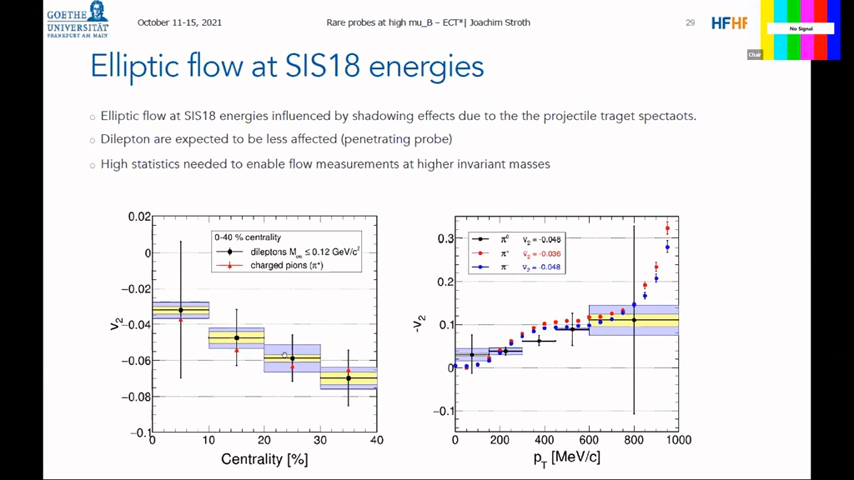 GOETHE
UNIVERSITÄT
FRANKFURT AM MAIN
October 11-15, 2021
Rare probes at high mu_B – ECT*| Joachim Stroth
29
HFHF
No Signal
Chair
Elliptic flow at SIS18 energies
Elliptic flow at SIS18 energies influenced by shadowing effects due to the the projectile traget spectaots.
Dilepton are expected to be less affected (penetrating probe)
High statistics needed to enable flow measurements at higher invariant masses
0.02
0
−0.02
−0.04
−0.06
−0.08
−0.1
v2
0-40 % centrality
dileptons Mee ≤ 0.12 GeV/c²
charged pions (π⁺)
0
10
20
30
40
Centrality [%]
0.3
0.2
0.1
0
−0.1
-v2
π⁰ v2 = -0.048
π⁺ v2 = -0.036
π⁻ v2 = -0.048
0
200
400
600
800
1000
pT [MeV/c]